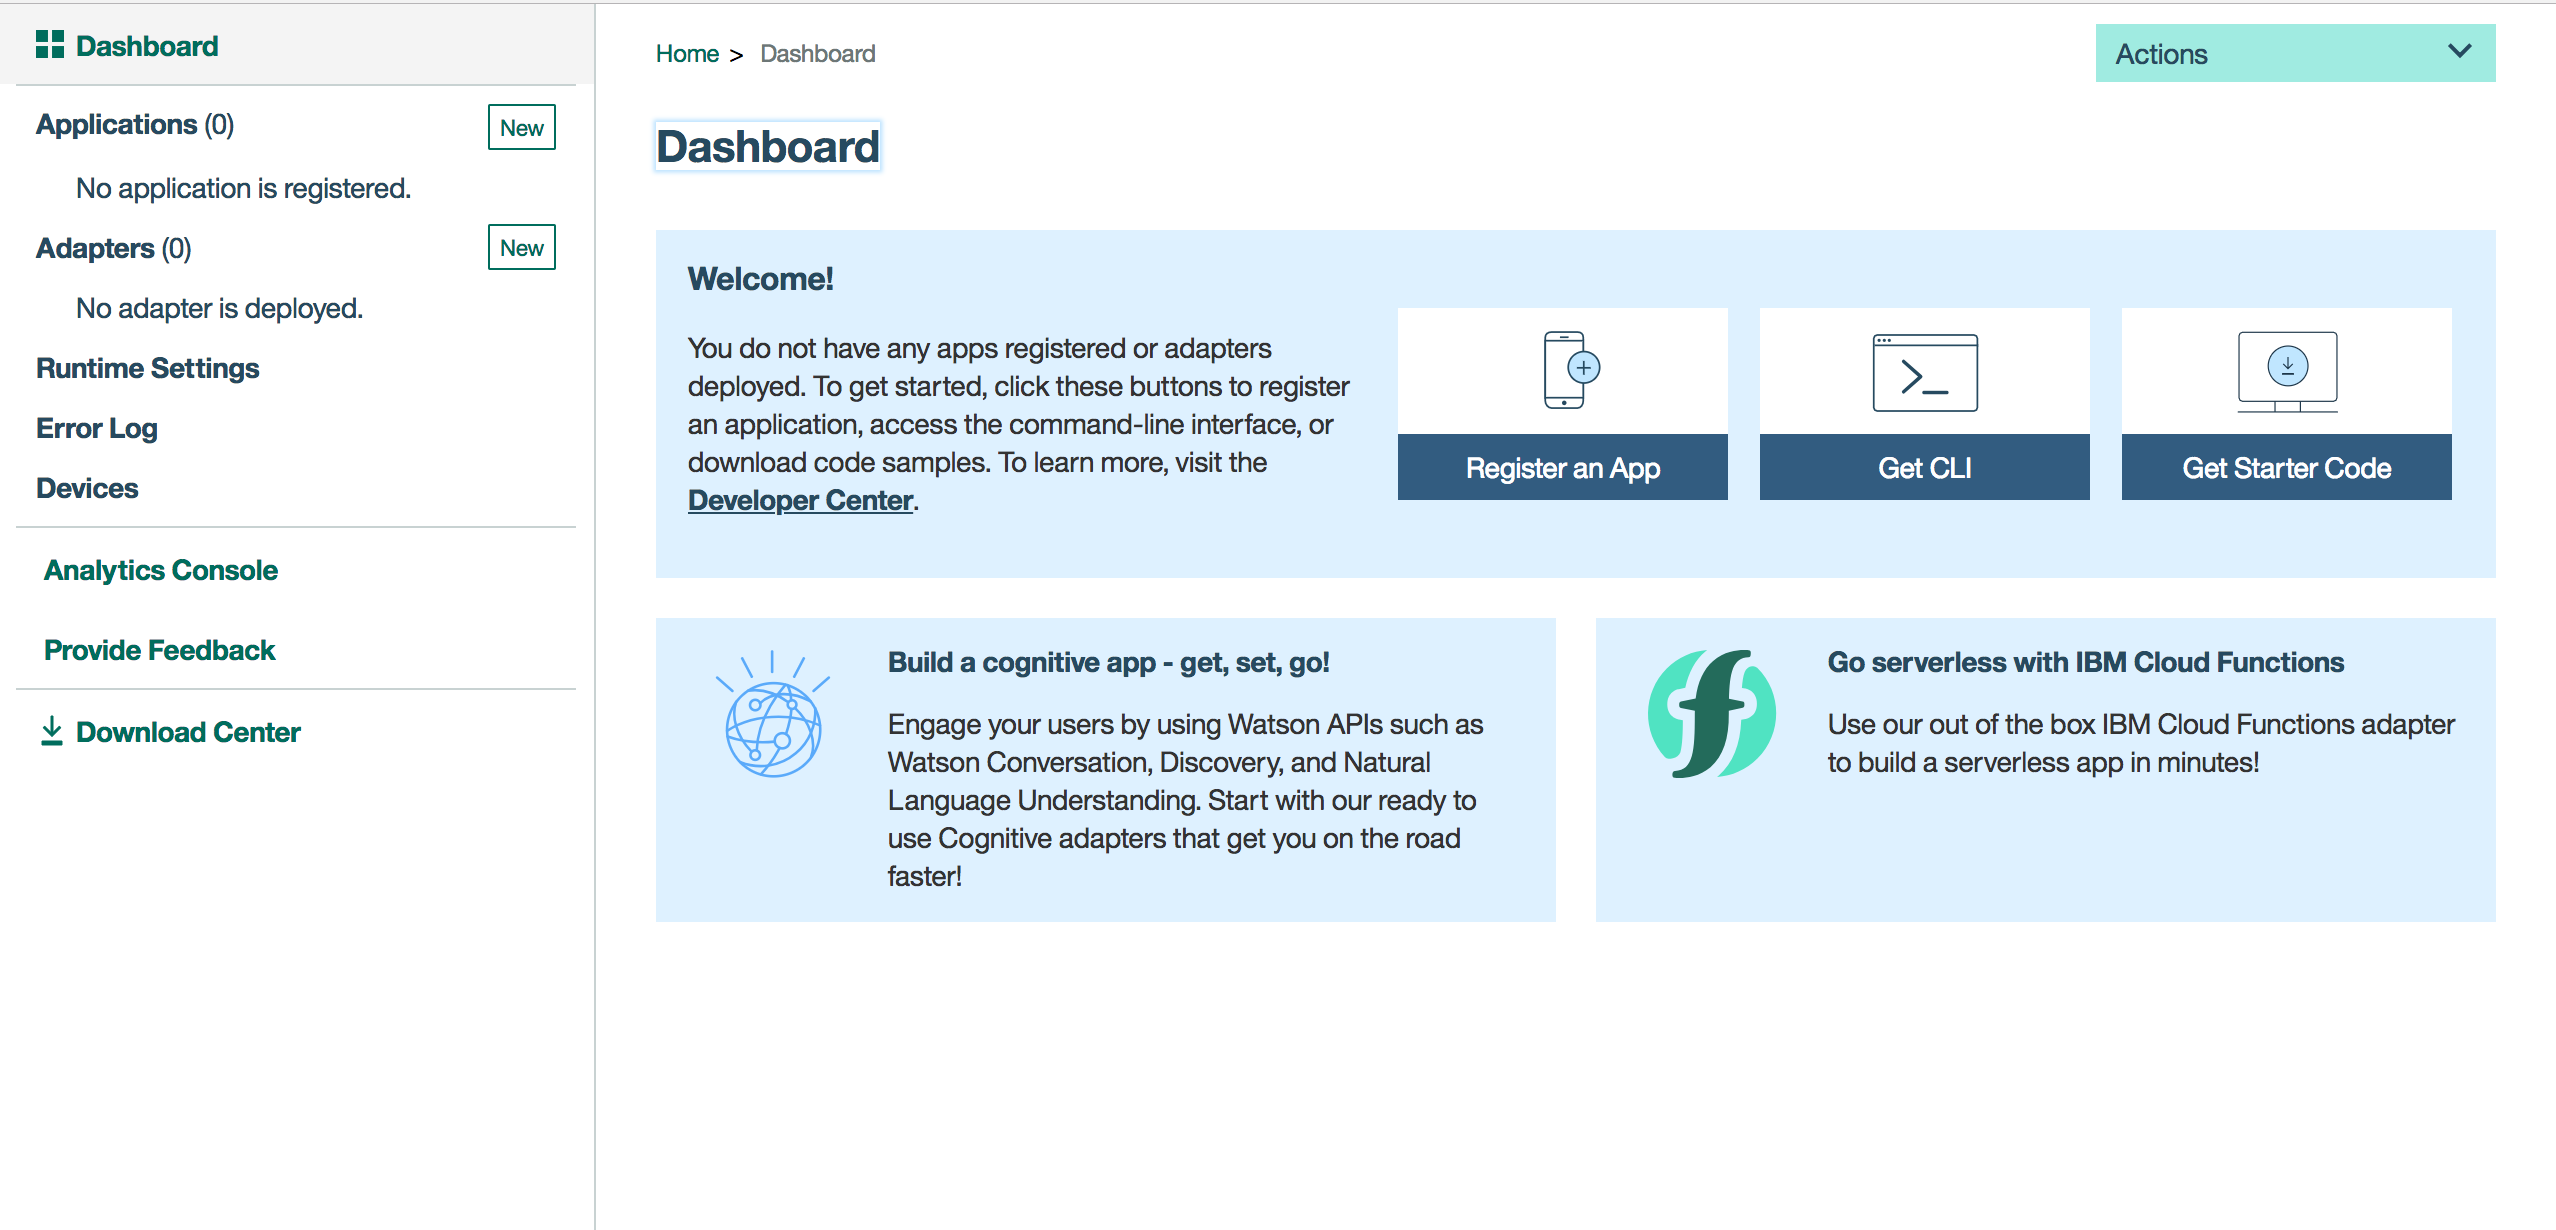 Dashboard
Applications (0)
New
No application is registered.
Adapters (0)
New
No adapter is deployed.
Runtime Settings
Error Log
Devices
Analytics Console
Provide Feedback
Download Center
Home > Dashboard
Actions
Dashboard
Welcome!
You do not have any apps registered or adapters
deployed. To get started, click these buttons to register
an application, access the command-line interface, or
download code samples. To learn more, visit the
Developer Center.
Register an App
Get CLI
Get Starter Code
Build a cognitive app - get, set, go!
Engage your users by using Watson APIs such as
Watson Conversation, Discovery, and Natural
Language Understanding. Start with our ready to
use Cognitive adapters that get you on the road
faster!
Go serverless with IBM Cloud Functions
Use our out of the box IBM Cloud Functions adapter
to build a serverless app in minutes!